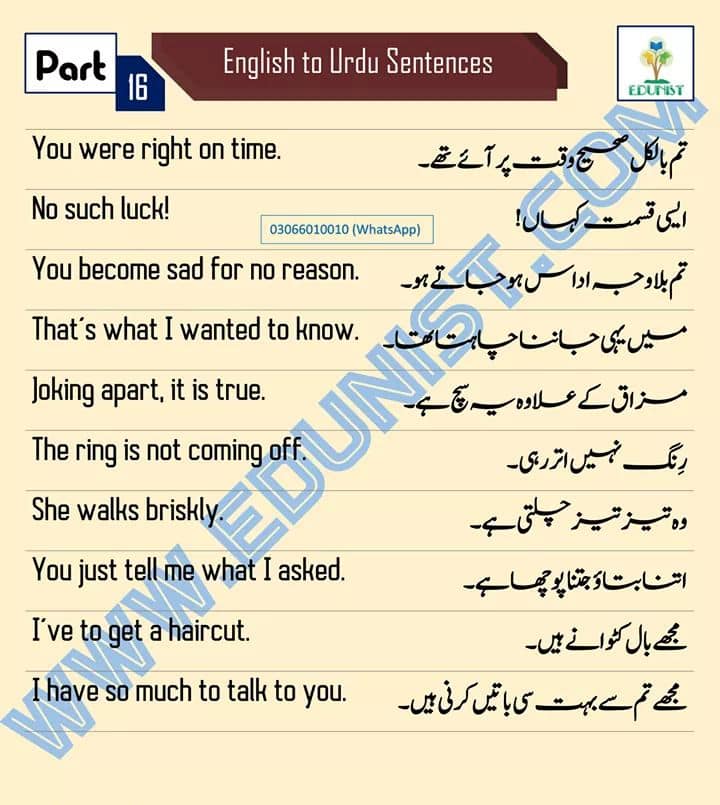 Part 16
English to Urdu Sentences
EDUNIST
You were right on time. تم بالکل صحیح وقت پر آئے تھے۔
No such luck! ایسی قسمت کہاں!
03066010010 (WhatsApp)
You become sad for no reason. تم بلاوجہ اداس ہو جاتے ہو۔
That's what I wanted to know. میں یہی جاننا چاہتا تھا۔
Joking apart, it is true. مزاق کے علاوہ یہ سچ ہے۔
The ring is not coming off. رِنگ نہیں اتر رہی۔
She walks briskly. وہ تیز تیز چلتی ہے۔
You just tell me what I asked. اتنا بتاؤ جتنا پوچھا ہے۔
I've to get a haircut. مجھے بال کٹوانے ہیں۔
I have so much to talk to you. مجھے تم سے بہت سی باتیں کرنی ہیں۔
WWW.EDUNIST.COM